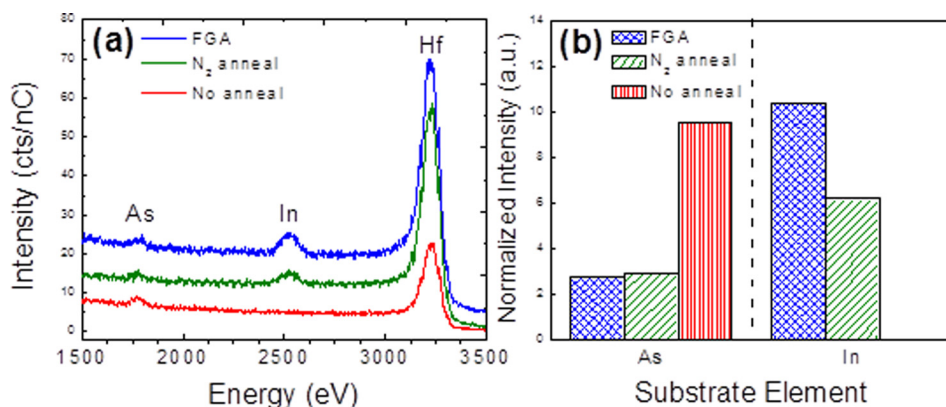 (a)
FGA
N₂ anneal
No anneal
Hf
As
In
80
70
60
50
40
30
20
10
0
Intensity (cts/nC)
1500 2000 2500 3000 3500
Energy (eV)
(b)
FGA
N₂ anneal
No anneal
14
12
10
8
6
4
2
0
Normalized Intensity (a.u.)
As In
Substrate Element